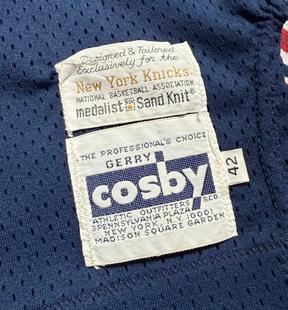 Designed & Tailored
Exclusively for the
New York Knicks
NATIONAL BASKETBALL ASSOCIATION
medalist Sand Knit®
THE PROFESSIONAL'S CHOICE
GERRY
cosby
& CO.
ATHLETIC OUTFITTERS
3 PENNSYLVANIA PLAZA
NEW YORK, N.Y. 10001
MADISON SQUARE GARDEN
42